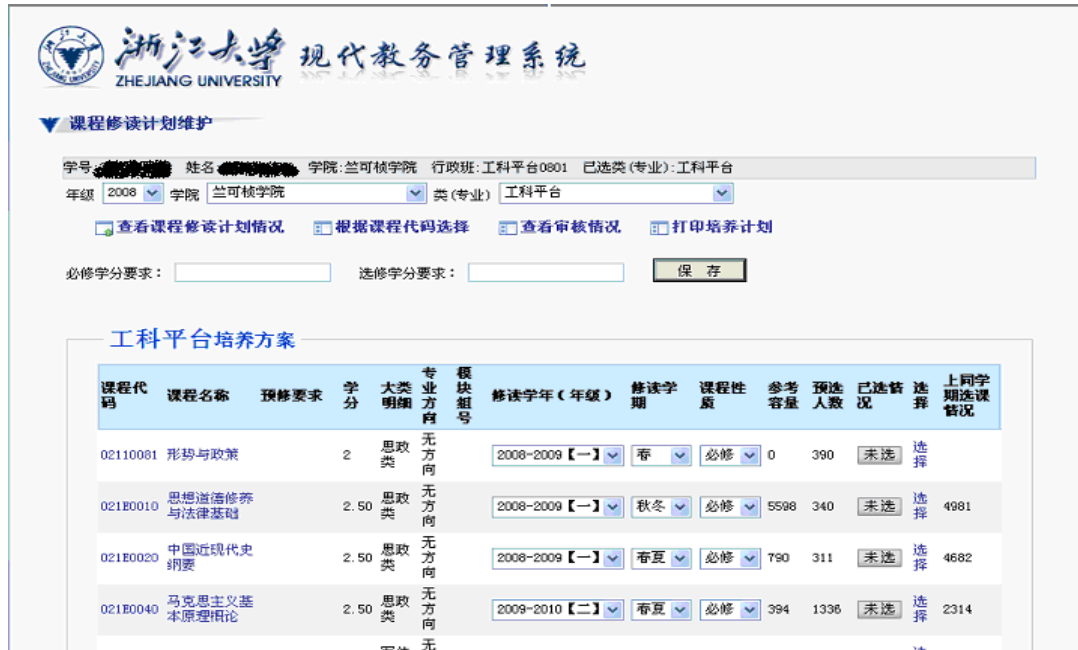 浙江大学 现代教务管理系统
ZHEJIANG UNIVERSITY
课程修读计划维护
学号: 姓名: 学院:竺可桢学院 行政班:工科平台0801 已选类(专业):工科平台
年级 2008 学院 竺可桢学院 类(专业) 工科平台
查看课程修读计划情况 根据课程代码选择 查看审核情况 打印培养计划
必修学分要求: 选修学分要求: 保 存
工科平台培养方案
课程代码 课程名称 预修要求 学分 大类明细 专业方向 模块组号 修读学年(年级) 修读学期 课程性质 参考容量 预选人数 已选情况 选择 上同学期选课情况
02110081 形势与政策 2 思政类 无方向 2008-2009【一】 春 必修 0 390 未选 选择
021E0010 思想道德修养与法律基础 2.50 思政类 无方向 2008-2009【一】 秋冬 必修 5598 340 未选 选择 4981
021E0020 中国近现代史纲要 2.50 思政类 无方向 2008-2009【一】 春夏 必修 790 311 未选 选择 4682
021E0040 马克思主义基本原理概论 2.50 思政类 无方向 2009-2010【二】 春夏 必修 394 1336 未选 选择 2314